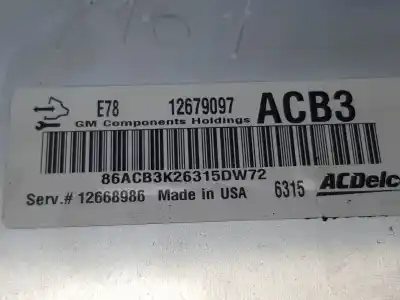 E78 12679097 ACB3
GM Components Holdings
86ACB3K26315DW72
Serv.# 12668986 Made in USA 6315 ACDelc